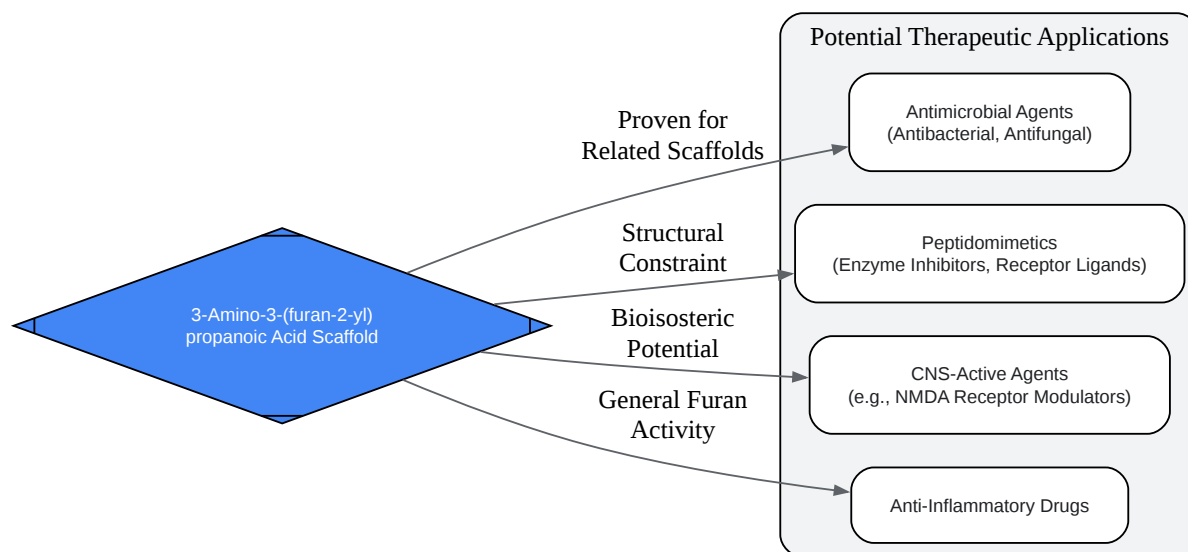 Potential Therapeutic Applications
Antimicrobial Agents
(Antibacterial, Antifungal)
Proven for
Related Scaffolds
Structural
Constraint
Peptidomimetics
(Enzyme Inhibitors, Receptor Ligands)
3-Amino-3-(furan-2-yl)
propanoic Acid Scaffold
Bioisosteric
Potential
CNS-Active Agents
(e.g., NMDA Receptor Modulators)
General Furan
Activity
Anti-Inflammatory Drugs